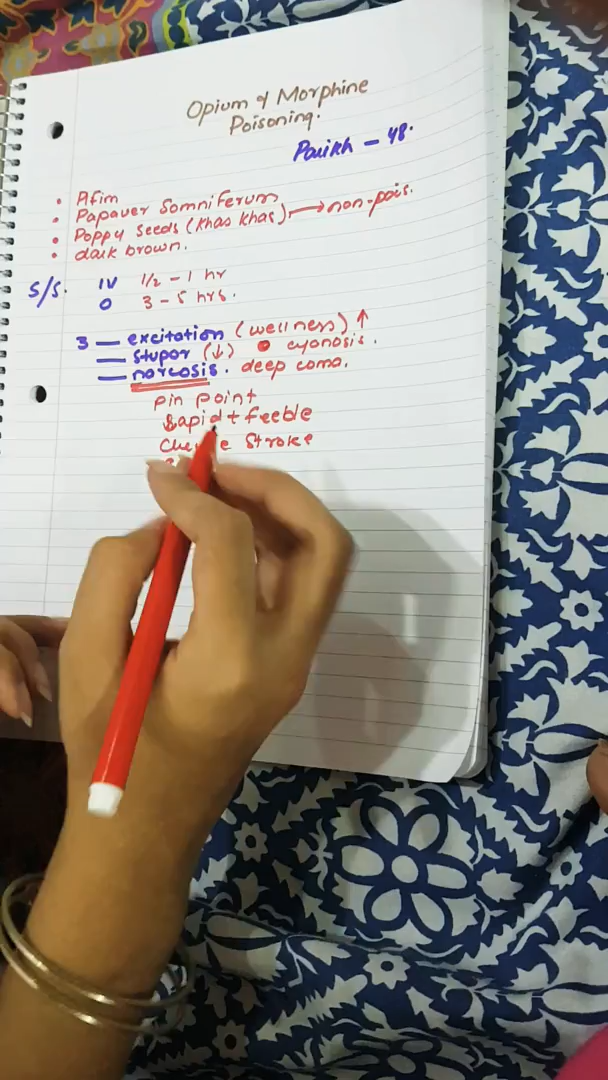 Opium & Morphine
Poisoning.
Parikh - 48.
• Afim
• Papaver Somniferum
• Poppy seeds (Khas Khas) → non-pois.
• dark brown.
S/S. IV 1/2 - 1 hr
O 3 - 5 hrs.
3 — excitation (wellness) ↑
— stupor (↓) • cyanosis.
— narcosis. deep coma.
Pin point
Rapid + feeble
Stroke